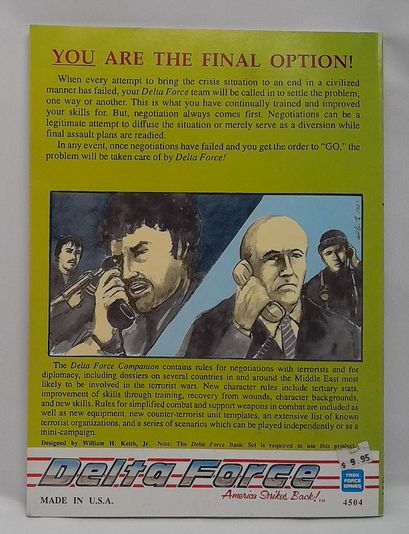 YOU ARE THE FINAL OPTION!
When every attempt to bring the crisis situation to an end in a civilized
manner has failed, your Delta Force team will be called in to settle the problem,
one way or another. This is what you have continually trained and improved
your skills for. But, negotiation always comes first. Negotiations can be a
legitimate attempt to diffuse the situation or merely serve as a diversion while
final assault plans are readied.
In any event, once negotiations have failed and you get the order to "GO," the
problem will be taken care of by Delta Force!
The Delta Force Companion contains rules for negotiations with terrorists and for
diplomacy, including dossiers on several countries in and around the Middle East most
likely to be involved in the terrorist wars. New character rules include tertiary stats,
improvement of skills through training, recovery from wounds, character backgrounds,
and new skills. Rules for simplified combat and support weapons in combat are included as
well as new equipment, new counter-terrorist unit templates, an extensive list of known
terrorist organizations, and a series of scenarios which can be played independently or as a
mini-campaign.
Designed by William H. Keith, Jr. Note: The Delta Force Basic Set is required to use this product.
$ 9.95
Delta Force
America Strikes Back!™
TASK
FORCE
GAMES
MADE IN U.S.A.
4504